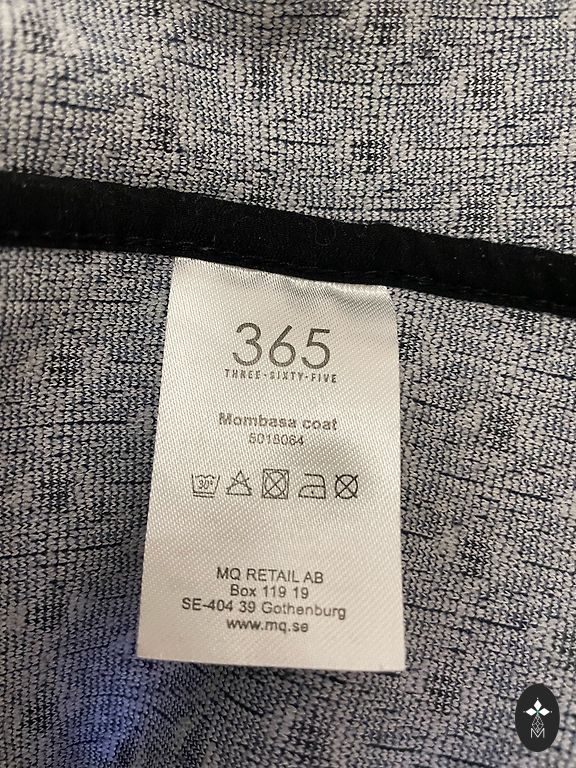 365
THREE-SIXTY-FIVE
Mombasa coat
5018064
30°
MQ RETAIL AB
Box 119 19
SE-404 39 Gothenburg
www.mq.se
M